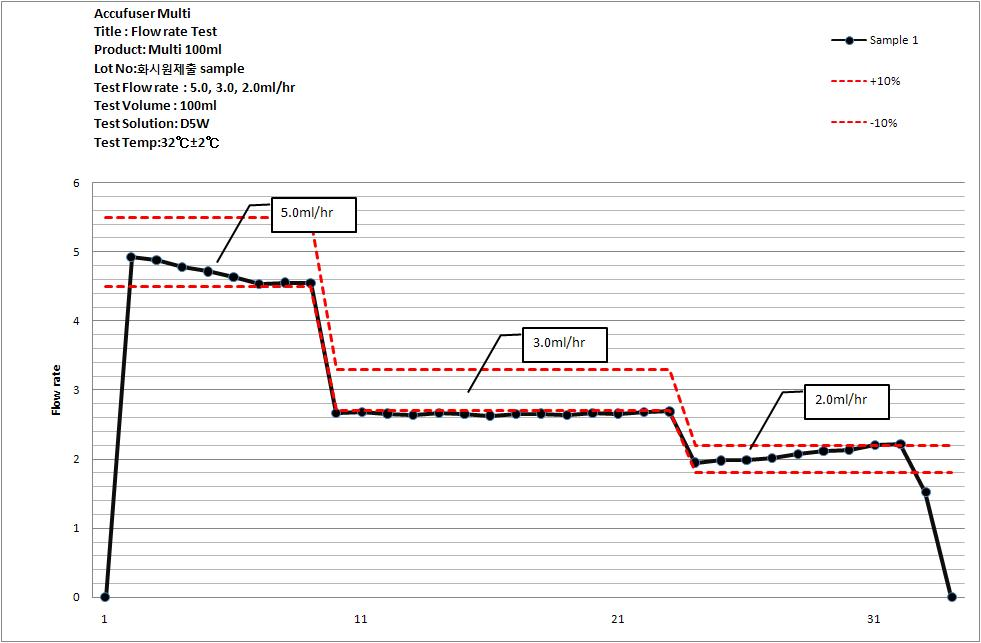 Accufuser Multi
Title : Flow rate Test
Product: Multi 100ml
Lot No:화시원제출 sample
Test Flow rate : 5.0, 3.0, 2.0ml/hr
Test Volume : 100ml
Test Solution: D5W
Test Temp:32℃±2℃
Sample 1
+10%
-10%
6
5
4
3
2
1
0
Flow rate
5.0ml/hr
3.0ml/hr
2.0ml/hr
1
11
21
31